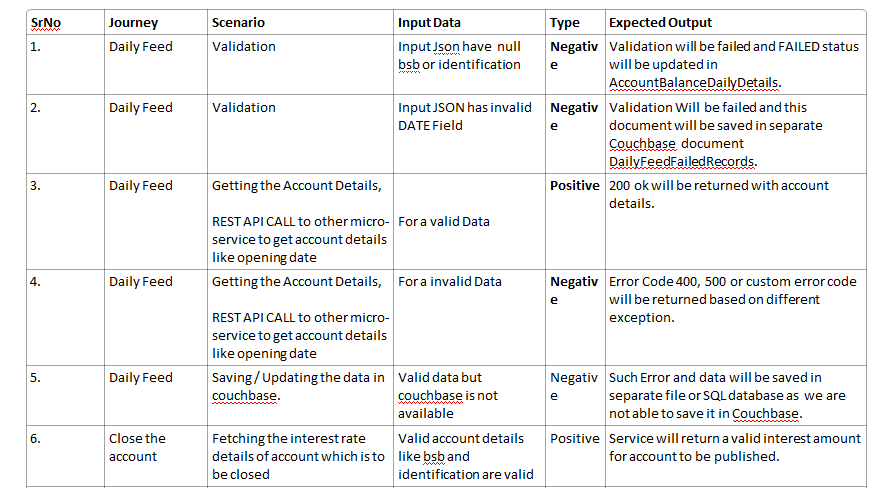 SrNo Journey Scenario Input Data Type Expected Output
1. Daily Feed Validation Input Json have null Negativ Validation will be failed and FAILED status
bsb or identification e will be updated in
AccountBalanceDailyDetails.
2. Daily Feed Validation Input JSON has invalid Negativ Validation Will be failed and this
DATE Field e document will be saved in separate
Couchbase document
DailyFeedFailedRecords.
3. Daily Feed Getting the Account Details, Positive 200 ok will be returned with account
details.
REST API CALL to other micro- For a valid Data
service to get account details
like opening date
4. Daily Feed Getting the Account Details, For a invalid Data Negativ Error Code 400, 500 or custom error code
e will be returned based on different
REST API CALL to other micro- exception.
service to get account details
like opening date
5. Daily Feed Saving / Updating the data in Valid data but Negativ Such Error and data will be saved in
couchbase. couchbase is not e separate file or SQL database as we are
available not able to save it in Couchbase.
6. Close the Fetching the interest rate Valid account details Positive Service will return a valid interest amount
account details of account which is to like bsb and for account to be published.
be closed identification are valid